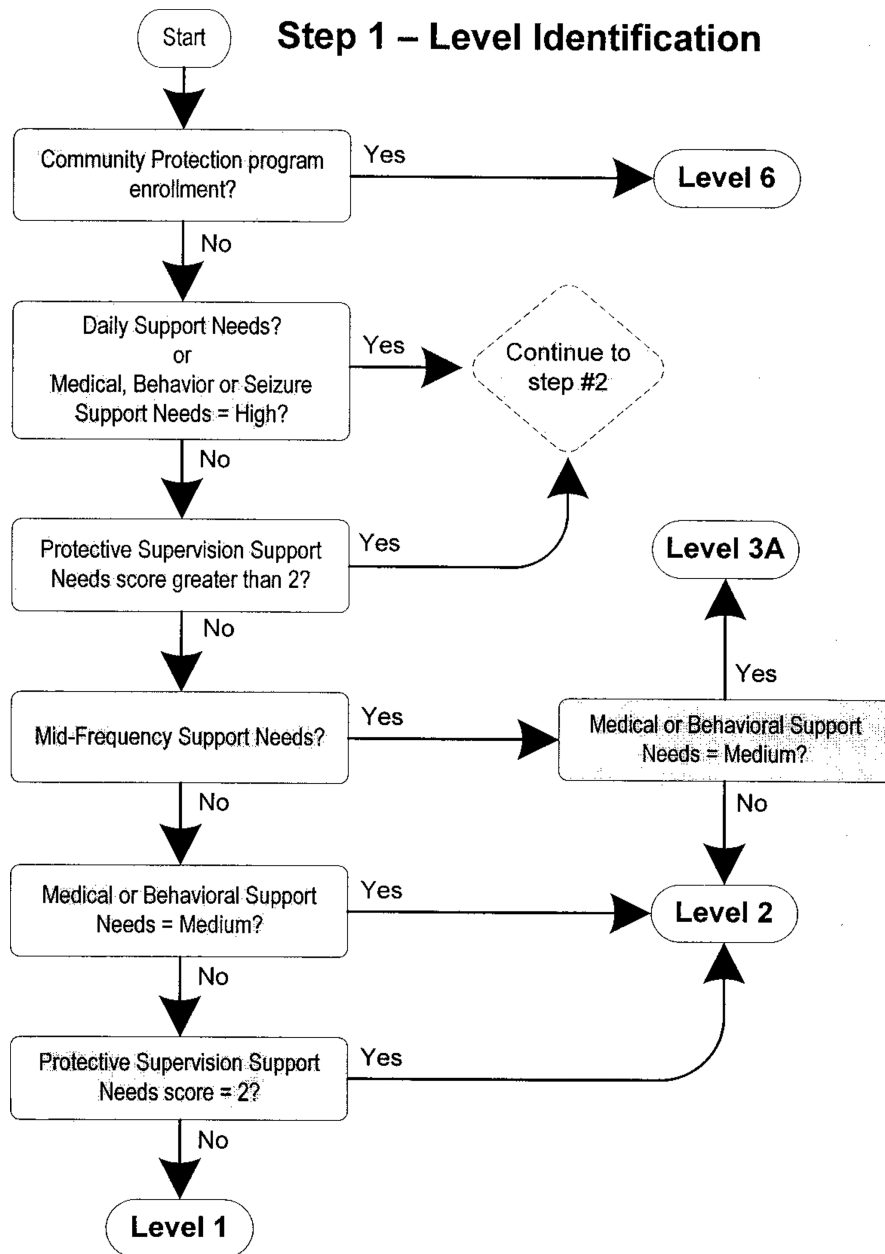 Start
Step 1 – Level Identification
Community Protection program
enrollment?
Yes
Level 6
No
Daily Support Needs?
or
Medical, Behavior or Seizure
Support Needs = High?
Yes
Continue to
step #2
No
Protective Supervision Support
Needs score greater than 2?
Yes
Level 3A
No
Yes
Mid-Frequency Support Needs?
Yes
Medical or Behavioral Support
Needs = Medium?
No
No
Medical or Behavioral Support
Needs = Medium?
Yes
Level 2
No
Protective Supervision Support
Needs score = 2?
Yes
No
Level 1